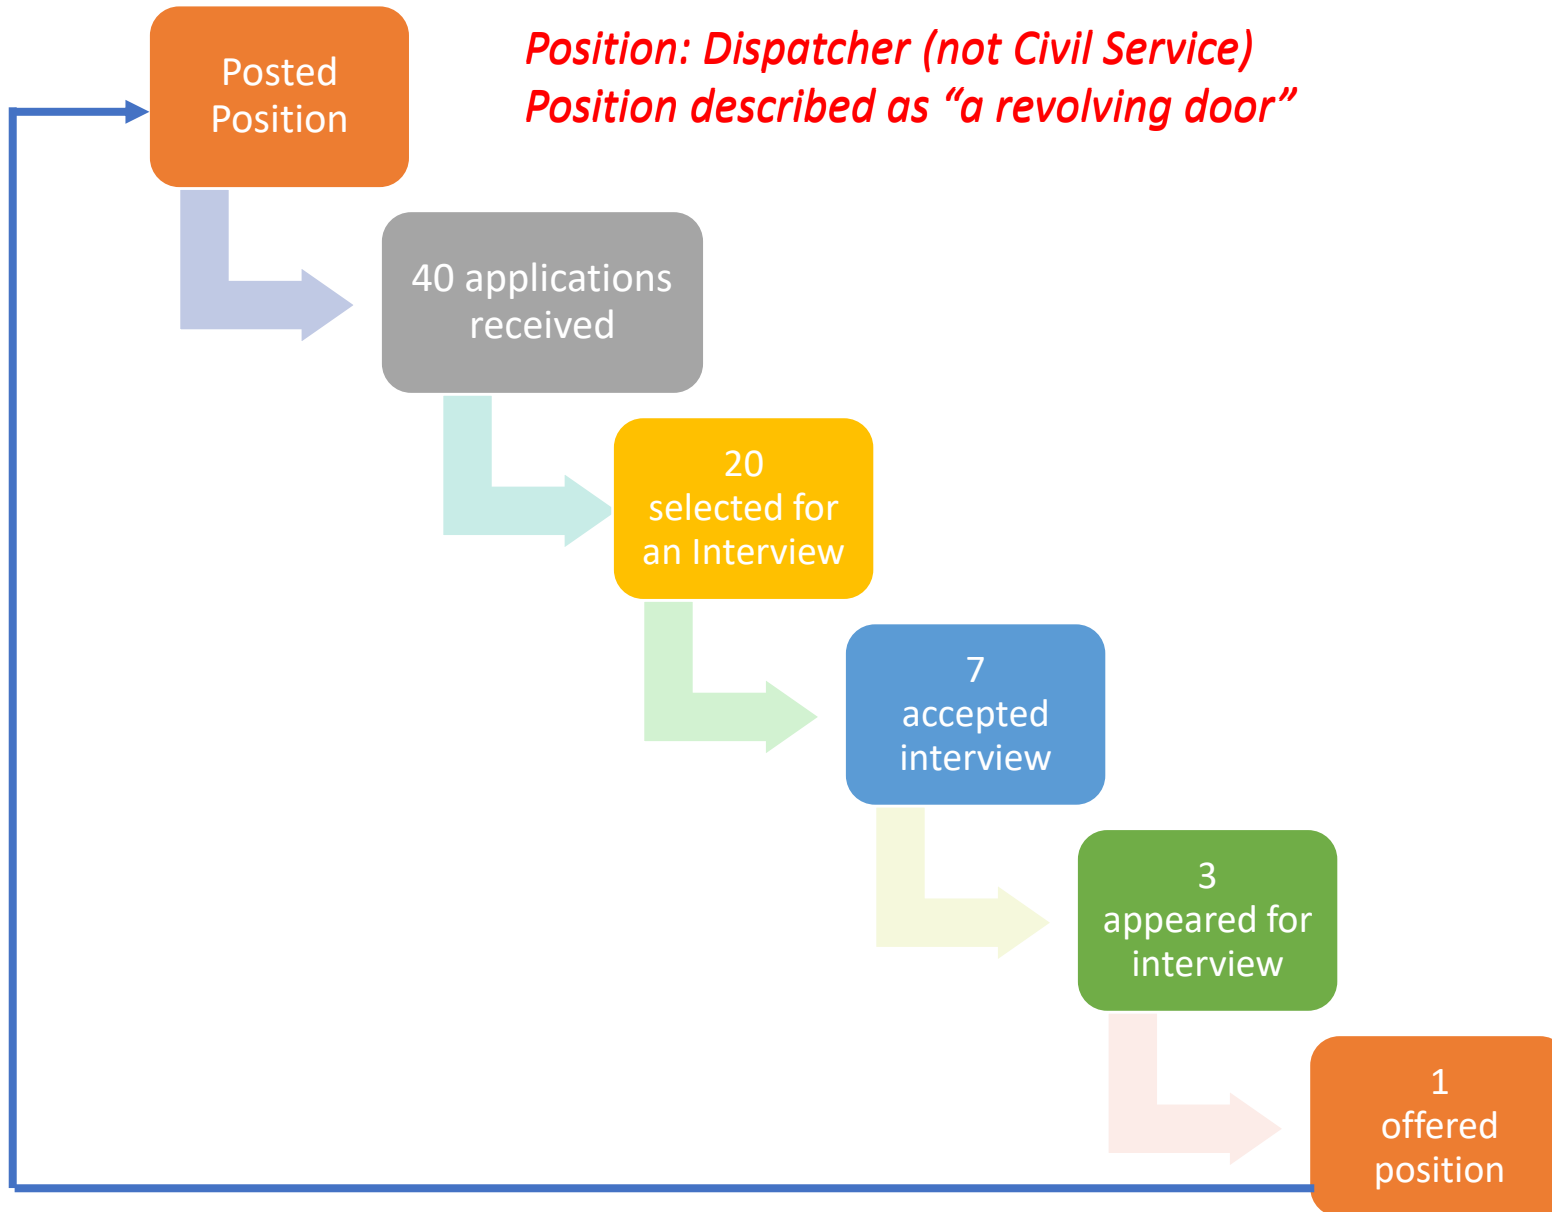 Position: Dispatcher (not Civil Service)
Position described as “a revolving door”
Posted
Position
40 applications
received
20
selected for
an Interview
7
accepted
interview
3
appeared for
interview
1
offered
position